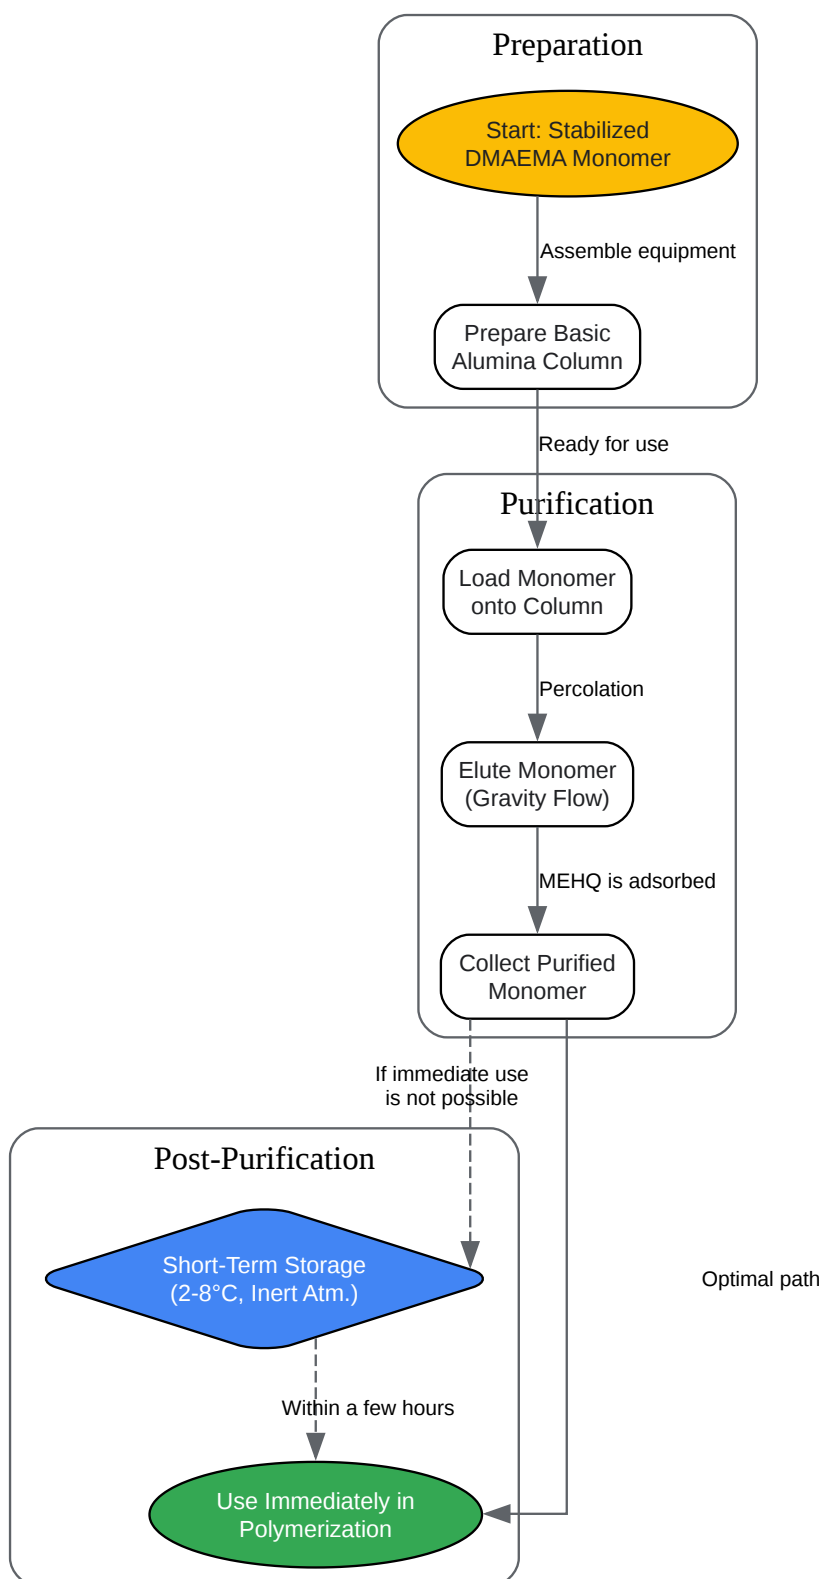 Preparation
Start: Stabilized
DMAEMA Monomer
Assemble equipment
Prepare Basic
Alumina Column
Ready for use
Purification
Load Monomer
onto Column
Percolation
Elute Monomer
(Gravity Flow)
MEHQ is adsorbed
Collect Purified
Monomer
If immediate use
is not possible
Post-Purification
Short-Term Storage
(2-8°C, Inert Atm.)
Optimal path
Within a few hours
Use Immediately in
Polymerization